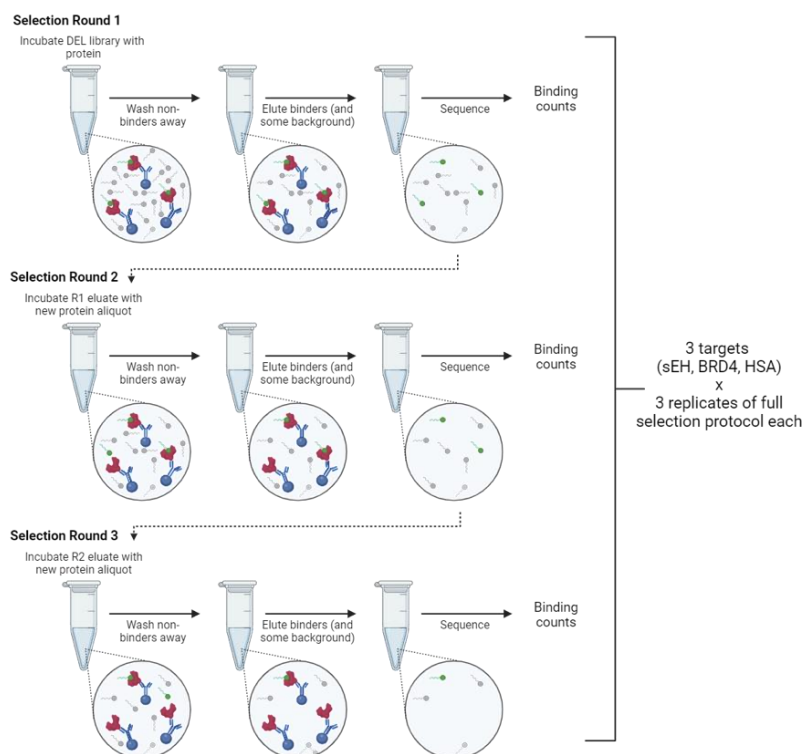 Selection Round 1
Incubate DEL library with
protein
Wash non-
binders away
Elute binders (and
some background)
Sequence
Binding
counts
Selection Round 2
Incubate R1 eluate with
new protein aliquot
Wash non-
binders away
Elute binders (and
some background)
Sequence
Binding
counts
3 targets
(sEH, BRD4, HSA)
x
3 replicates of full
selection protocol each
Selection Round 3
Incubate R2 eluate with
new protein aliquot
Wash non-
binders away
Elute binders (and
some background)
Sequence
Binding
counts